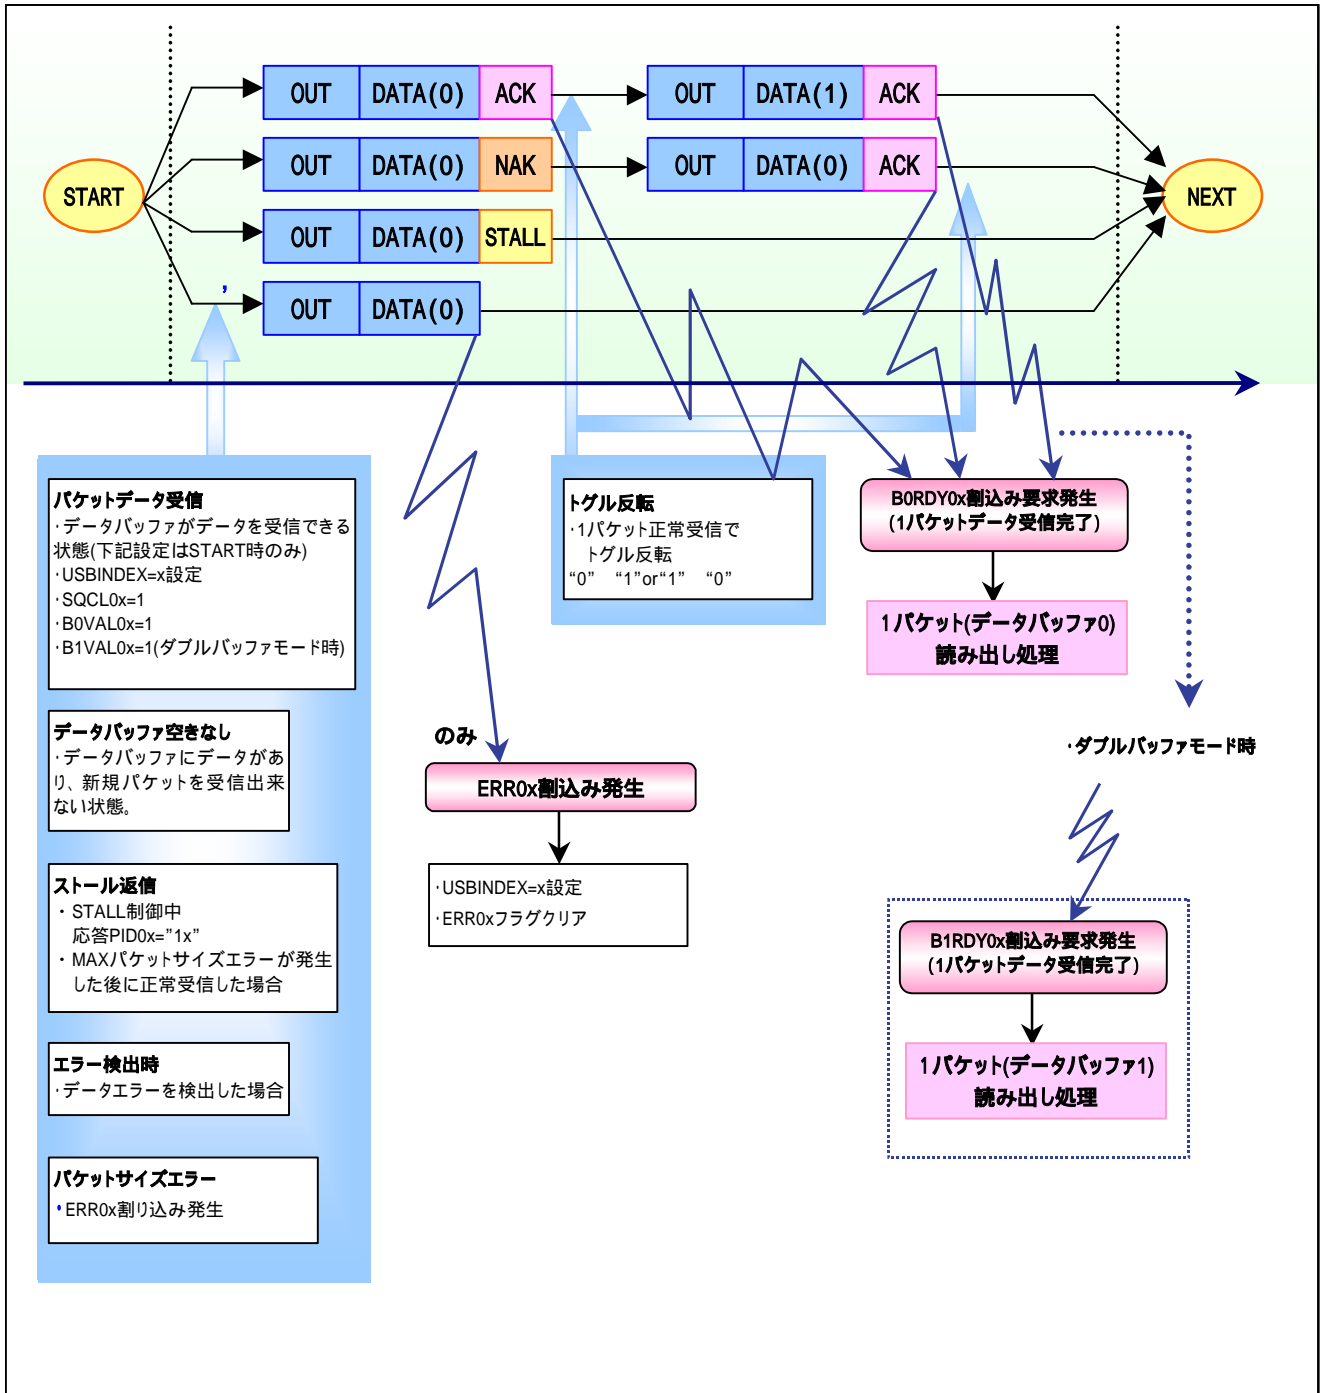 OUT DATA(0) ACK OUT DATA(1) ACK
OUT DATA(0) NAK OUT DATA(0) ACK
START
NEXT
OUT DATA(0) STALL
,
OUT DATA(0)
パケットデータ受信
・データバッファがデータを受信できる
状態(下記設定はSTART時のみ)
・USBINDEX=x設定
・SQCL0x=1
・B0VAL0x=1
・B1VAL0x=1(ダブルバッファモード時)
データバッファ空きなし
・データバッファにデータがあ
り、新規パケットを受信出来
ない状態。
ストール返信
・ STALL制御中
応答PID0x=”1x”
・ MAXパケットサイズエラーが発生
した後に正常受信した場合
エラー検出時
・データエラーを検出した場合
パケットサイズエラー
・ERR0x割り込み発生
トグル反転
・1パケット正常受信で
トグル反転
“0” “1”or“1” “0”
B0RDY0x割込み要求発生
(1パケットデータ受信完了)
1パケット(データバッファ0)
読み出し処理
のみ
ERR0x割込み発生
・USBINDEX=x設定
・ERR0xフラグクリア
・ダブルバッファモード時
B1RDY0x割込み要求発生
(1パケットデータ受信完了)
1パケット(データバッファ1)
読み出し処理